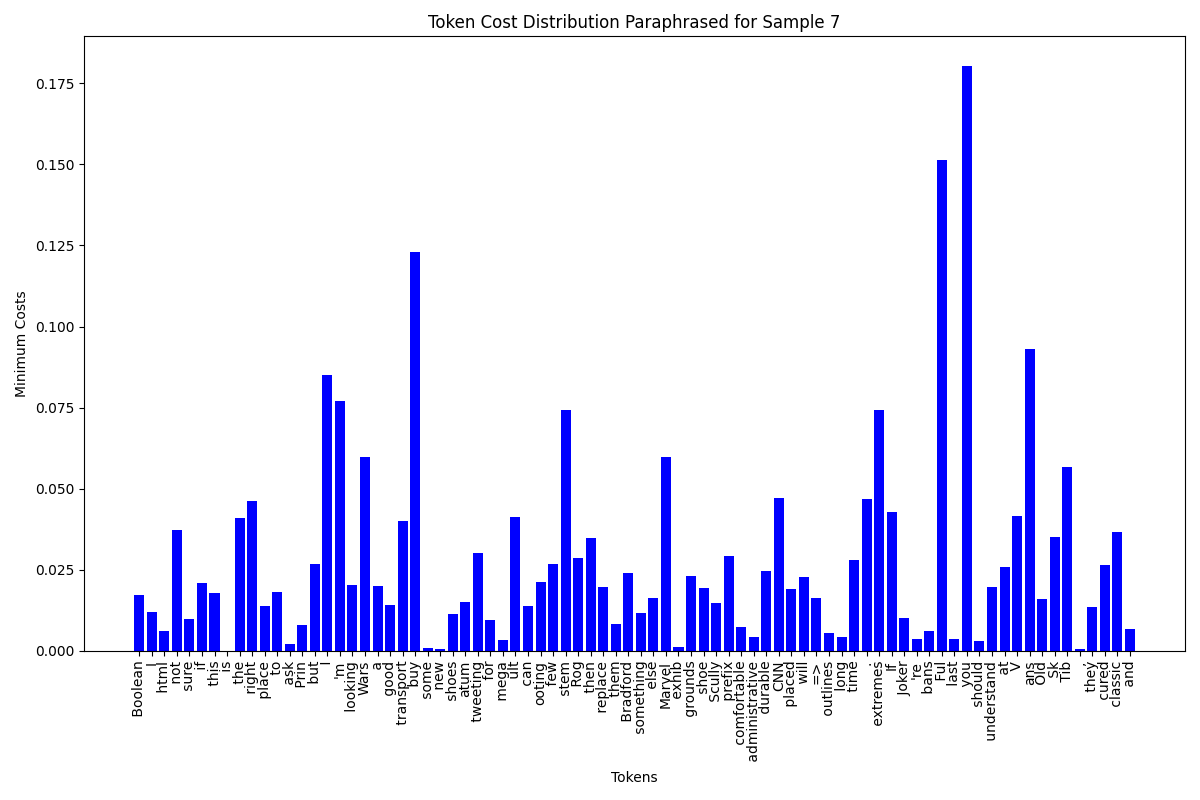 Token Cost Distribution Paraphrased for Sample 7
Minimum Costs
0.175
0.150
0.125
0.100
0.075
0.050
0.025
0.000
Boolean
I
html
not
sure
if
this
is
the
right
place
to
ask
Prin
but
I
'm
looking
Wars
a
good
transport
buy
some
new
shoes
atum
tweeting
for
mega
ult
can
ooting
few
stem
Rog
then
replace
them
Bradford
something
else
Marvel
exhib
grounds
shoe
Scully
prefix
comfortable
administrative
durable
CNN
placed
will
=>
outlines
long
time
.
extremes
If
Joker
're
bans
Ful
last
you
should
understand
at
V
ans
Old
Sk
Tib
.
they
cured
classic
and
Tokens